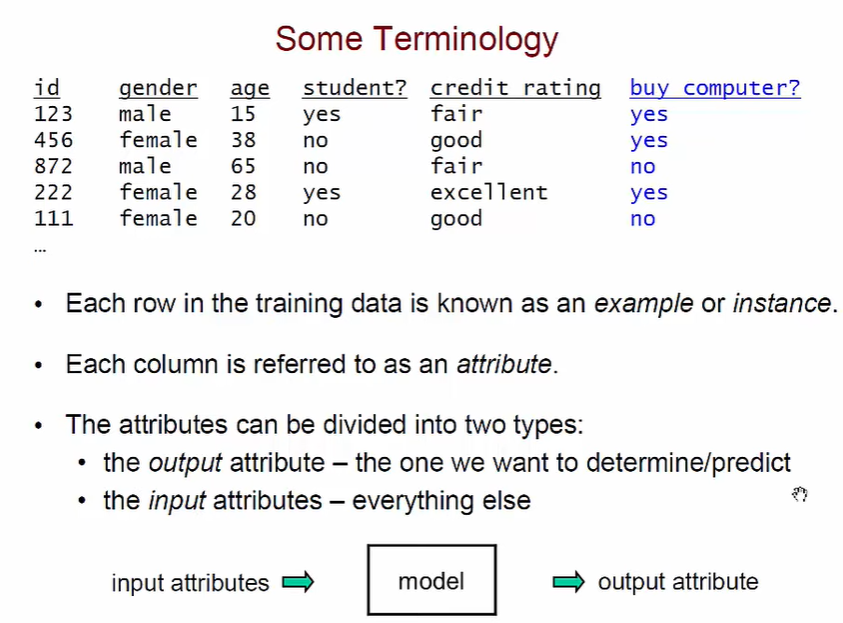 Some Terminology
id gender age student? credit rating buy computer?
123 male 15 yes fair yes
456 female 38 no good yes
872 male 65 no fair no
222 female 28 yes excellent yes
111 female 20 no good no
…
• Each row in the training data is known as an example or instance.
• Each column is referred to as an attribute.
• The attributes can be divided into two types:
• the output attribute – the one we want to determine/predict
• the input attributes – everything else
input attributes model output attribute